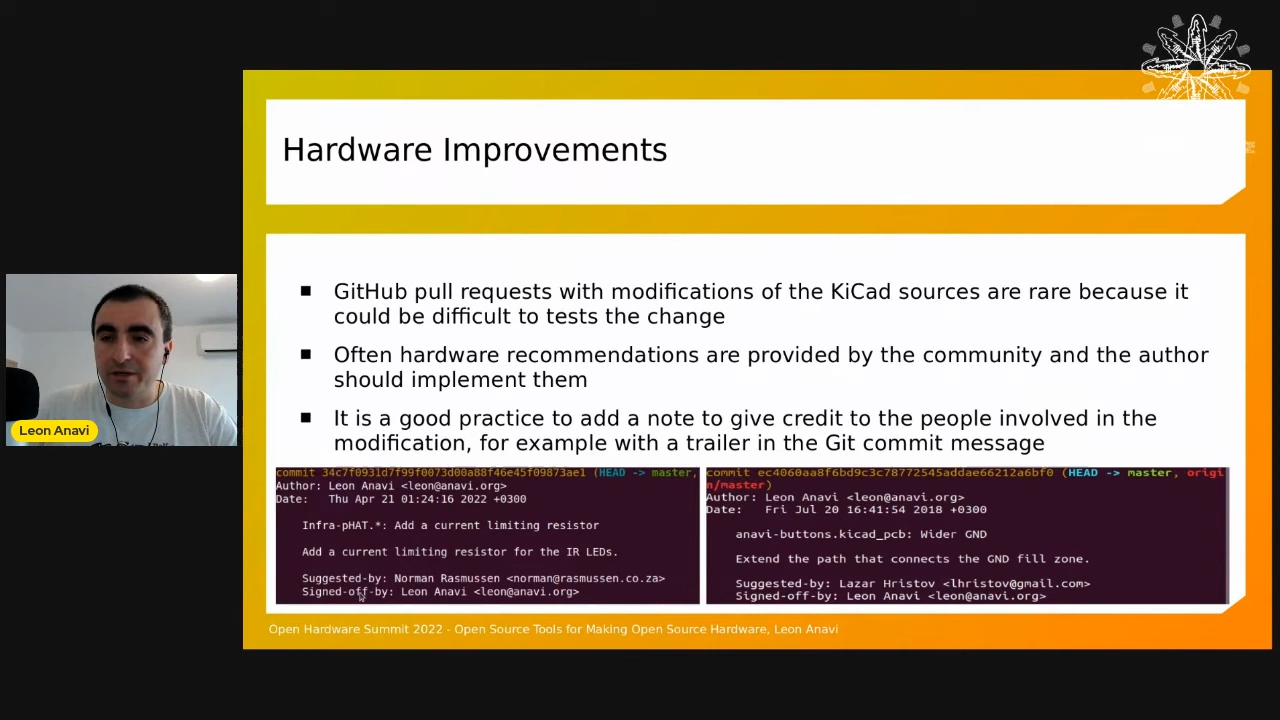 Hardware Improvements
GitHub pull requests with modifications of the KiCad sources are rare because it
could be difficult to tests the change
Often hardware recommendations are provided by the community and the author
should implement them
It is a good practice to add a note to give credit to the people involved in the
modification, for example with a trailer in the Git commit message
commit 34c7f0931d7f99f0073d00a88f46e45f09873ae1 (HEAD -> master,
Author: Leon Anavi <leon@anavi.org>
Date:   Thu Apr 21 01:24:16 2022 +0300
Infra-pHAT.*: Add a current limiting resistor
Add a current limiting resistor for the IR LEDs.
Suggested-by: Norman Rasmussen <norman@rasmussen.co.za>
Signed-off-by: Leon Anavi <leon@anavi.org>
commit ec4060aa8f6bd9c3c78772545addae66212a6bf0 (HEAD -> master, origi
n/master)
Author: Leon Anavi <leon@anavi.org>
Date:   Fri Jul 20 16:41:54 2018 +0300
anavi-buttons.kicad_pcb: Wider GND
Extend the path that connects the GND fill zone.
Suggested-by: Lazar Hristov <lhristov@gmail.com>
Signed-off-by: Leon Anavi <leon@anavi.org>
Leon Anavi
Open Hardware Summit 2022 - Open Source Tools for Making Open Source Hardware, Leon Anavi